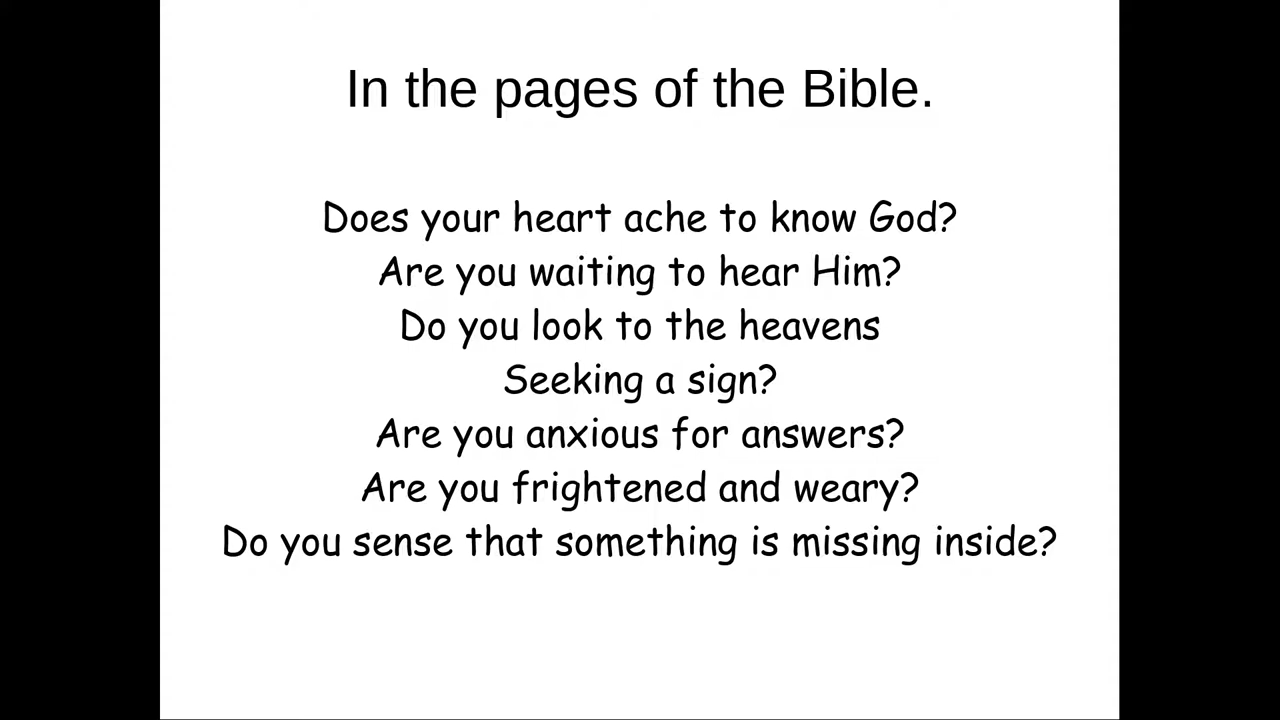 In the pages of the Bible.
Does your heart ache to know God?
Are you waiting to hear Him?
Do you look to the heavens
Seeking a sign?
Are you anxious for answers?
Are you frightened and weary?
Do you sense that something is missing inside?